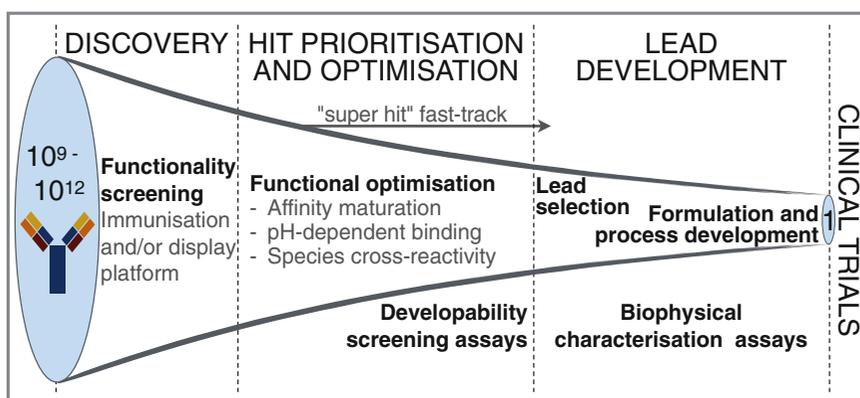 DISCOVERY
HIT PRIORITISATION
AND OPTIMISATION
LEAD
DEVELOPMENT
"super hit" fast-track
10⁹ -
10¹²
Functionality
screening
Immunisation
and/or display
platform
Functional optimisation
- Affinity maturation
- pH-dependent binding
- Species cross-reactivity
Developability
screening assays
Lead
selection
Formulation and
process development
Biophysical
characterisation assays
1
CLINICAL TRIALS